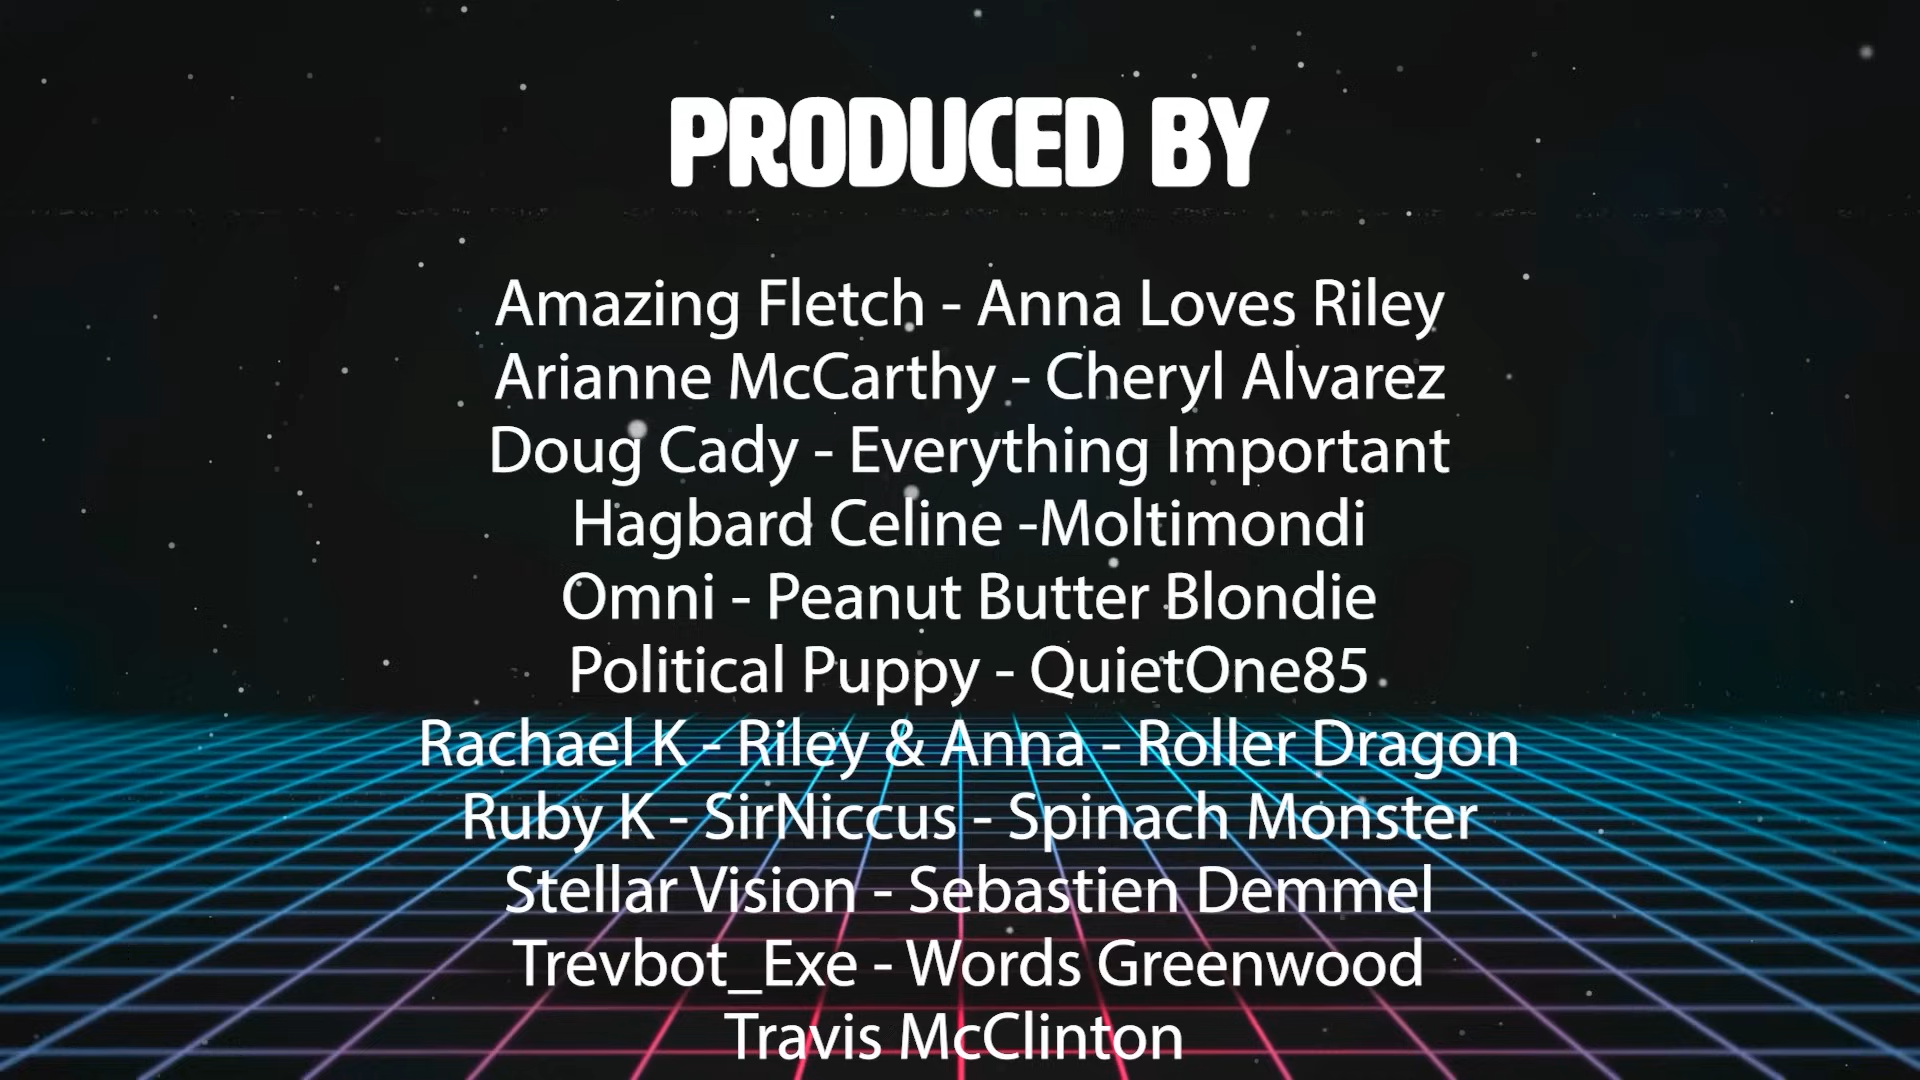 PRODUCED BY
Amazing Fletch - Anna Loves Riley
Arianne McCarthy - Cheryl Alvarez
Doug Cady - Everything Important
Hagbard Celine -Moltimondi
Omni - Peanut Butter Blondie
Political Puppy - QuietOne85
Rachael K - Riley & Anna - Roller Dragon
Ruby K - SirNiccus - Spinach Monster
Stellar Vision - Sebastien Demmel
Trevbot_Exe - Words Greenwood
Travis McClinton